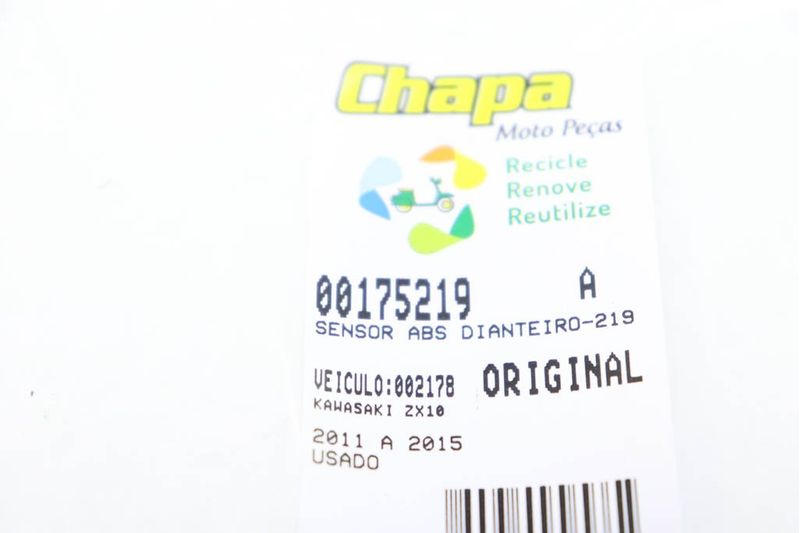 Chapa
Moto Peças
Recicle
Renove
Reutilize
00175219 A
SENSOR ABS DIANTEIRO-219
VEICULO:002178 ORIGINAL
KAWASAKI ZX10
2011 A 2015
USADO